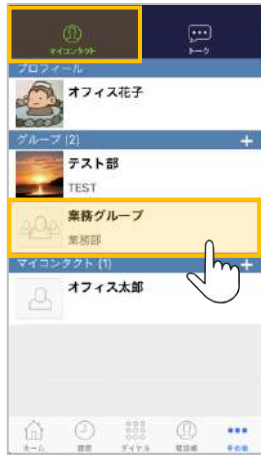 マイコンタクト
トーク
プロフィール
オフィス花子
グループ (2)
+
テスト部
TEST
業務グループ
業務部
マイコンタクト (1)
+
オフィス太郎
ホーム
履歴
ダイヤル
電話帳
その他